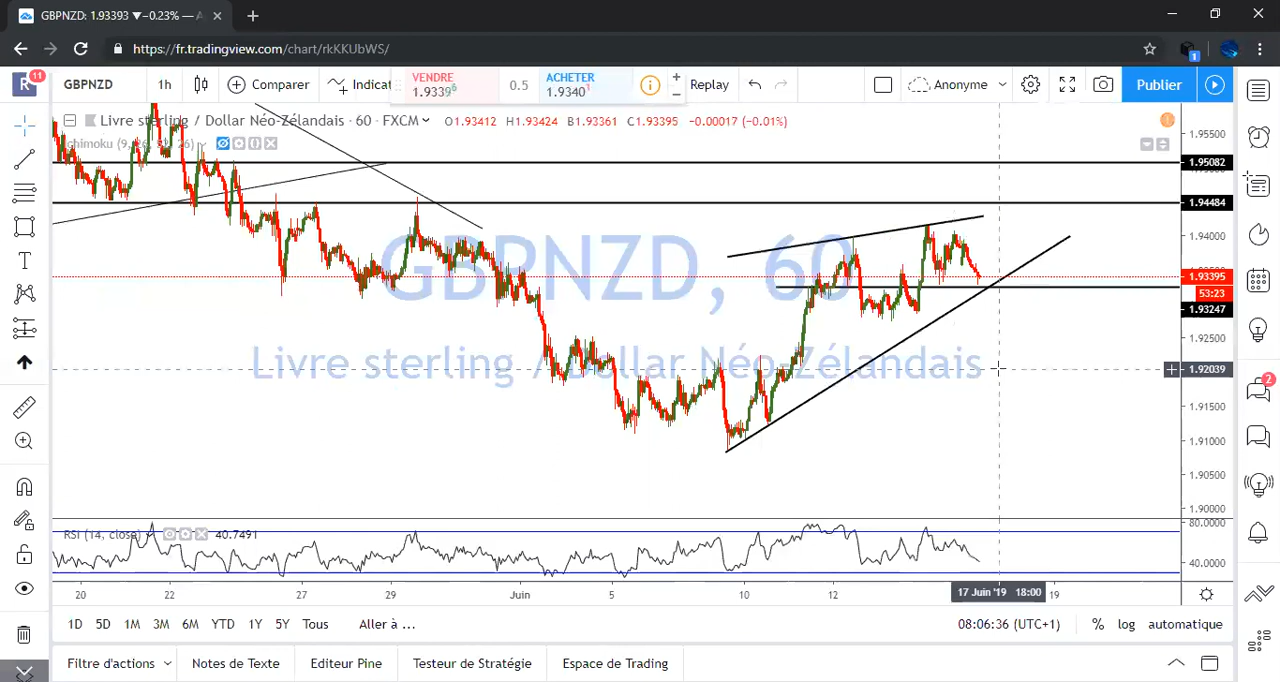 GBPNZD: 1.93393 ▼−0.23% — A
https://fr.tradingview.com/chart/rkKKUbWS/
1
R
11
GBPNZD
1h
Comparer
Indicat
VENDRE
1.9339⁶
0.5
ACHETER
1.9340¹
Replay
Anonyme
Publier
Livre sterling / Dollar Néo-Zélandais · 60 · FXCM
O1.93412 H1.93424 B1.93361 C1.93395 −0.00017 (−0.01%)
GBPNZD, 60
Livre sterling / Dollar Néo-Zélandais
1.95500
1.95082
1.94484
1.94000
1.93395
53:23
1.93247
1.92500
1.92039
1.91500
1.91000
1.90500
1.90000
RSI (14, close) 40.7491
80.0000
40.0000
20 22 27 29 Juin 5 10 12 17 Juin '19 18:00 19
2
1D 5D 1M 3M 6M YTD 1Y 5Y Tous Aller à ... 08:06:36 (UTC+1) % log automatique
Filtre d'actions Notes de Texte Editeur Pine Testeur de Stratégie Espace de Trading